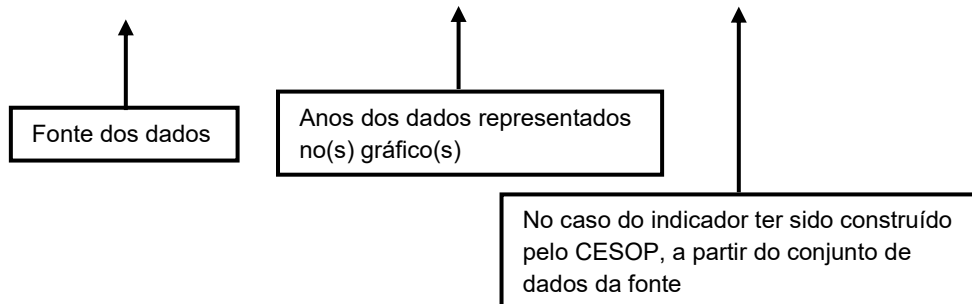 Fonte dos dados
Anos dos dados representados
no(s) gráfico(s)
No caso do indicador ter sido construído
pelo CESOP, a partir do conjunto de
dados da fonte